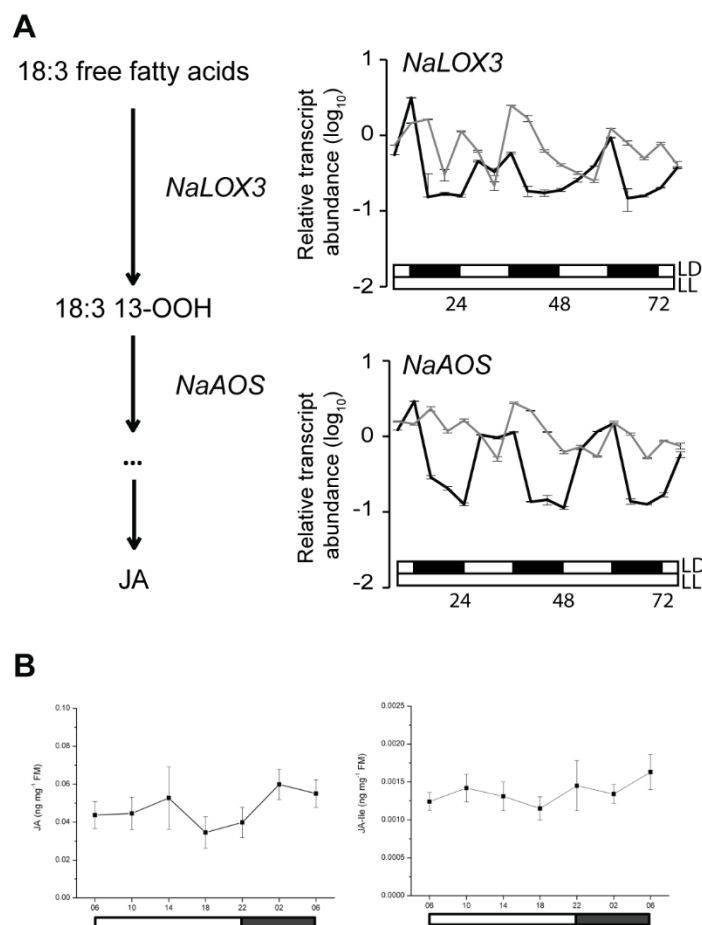 A
18:3 free fatty acids
NaLOX3
18:3 13-OOH
NaAOS
...
JA
NaLOX3
Relative transcript
abundance (log10)
1
0
-1
-2
LD
LL
24
48
72
NaAOS
Relative transcript
abundance (log10)
1
0
-1
-2
LD
LL
24
48
72
B
JA (ng mg-1 FM)
0.10
0.08
0.06
0.04
0.02
0.00
06 10 14 18 22 02 06
JA-Ile (ng mg-1 FM)
0.0025
0.0020
0.0015
0.0010
0.0005
0.0000
06 10 14 18 22 02 06